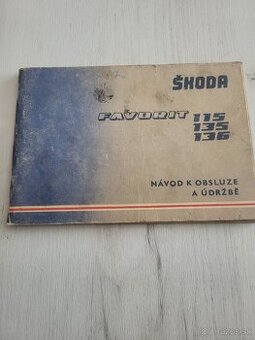 ŠKODA
FAVORIT 115
135
136
NÁVOD K OBSLUZE
A ÚDRŽBĚ